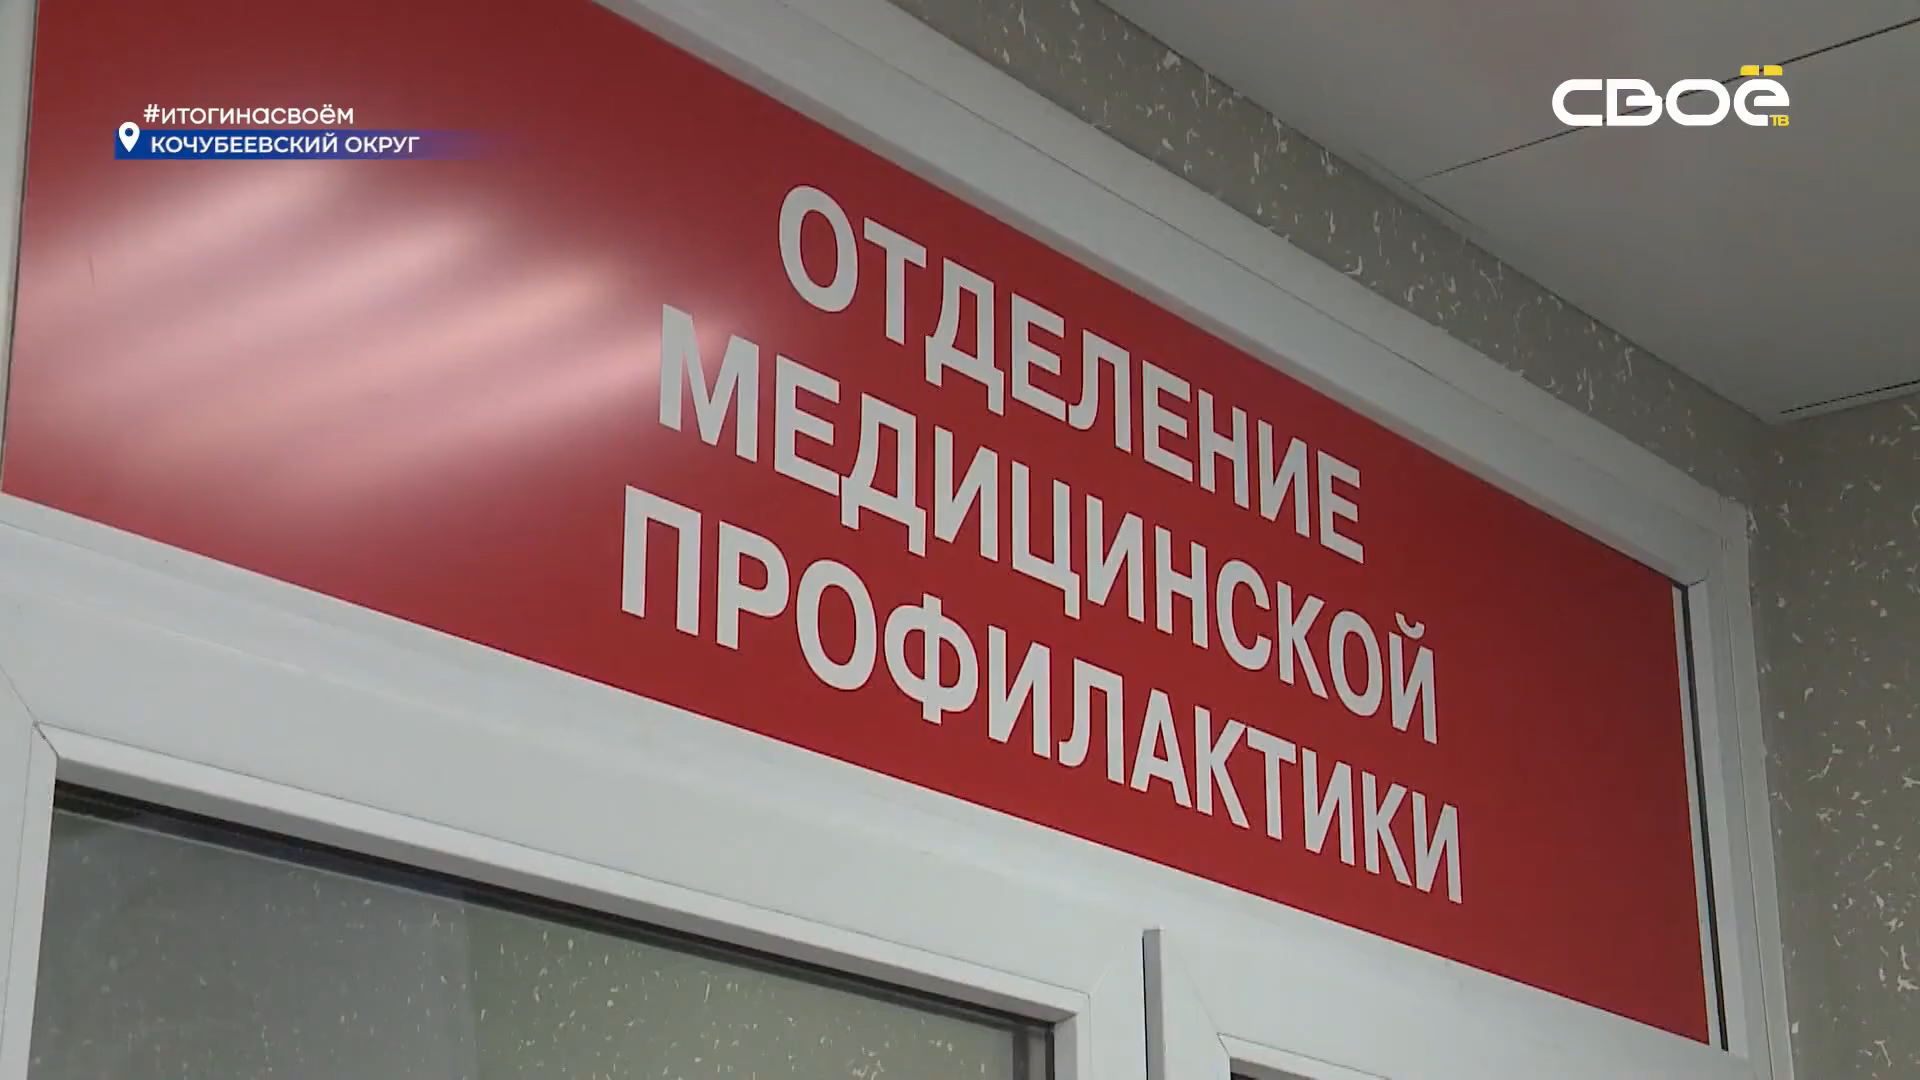 #итогинасвоём
КОЧУБЕЕВСКИЙ ОКРУГ
СВОЁ
ТВ
ОТДЕЛЕНИЕ
МЕДИЦИНСКОЙ
ПРОФИЛАКТИКИ